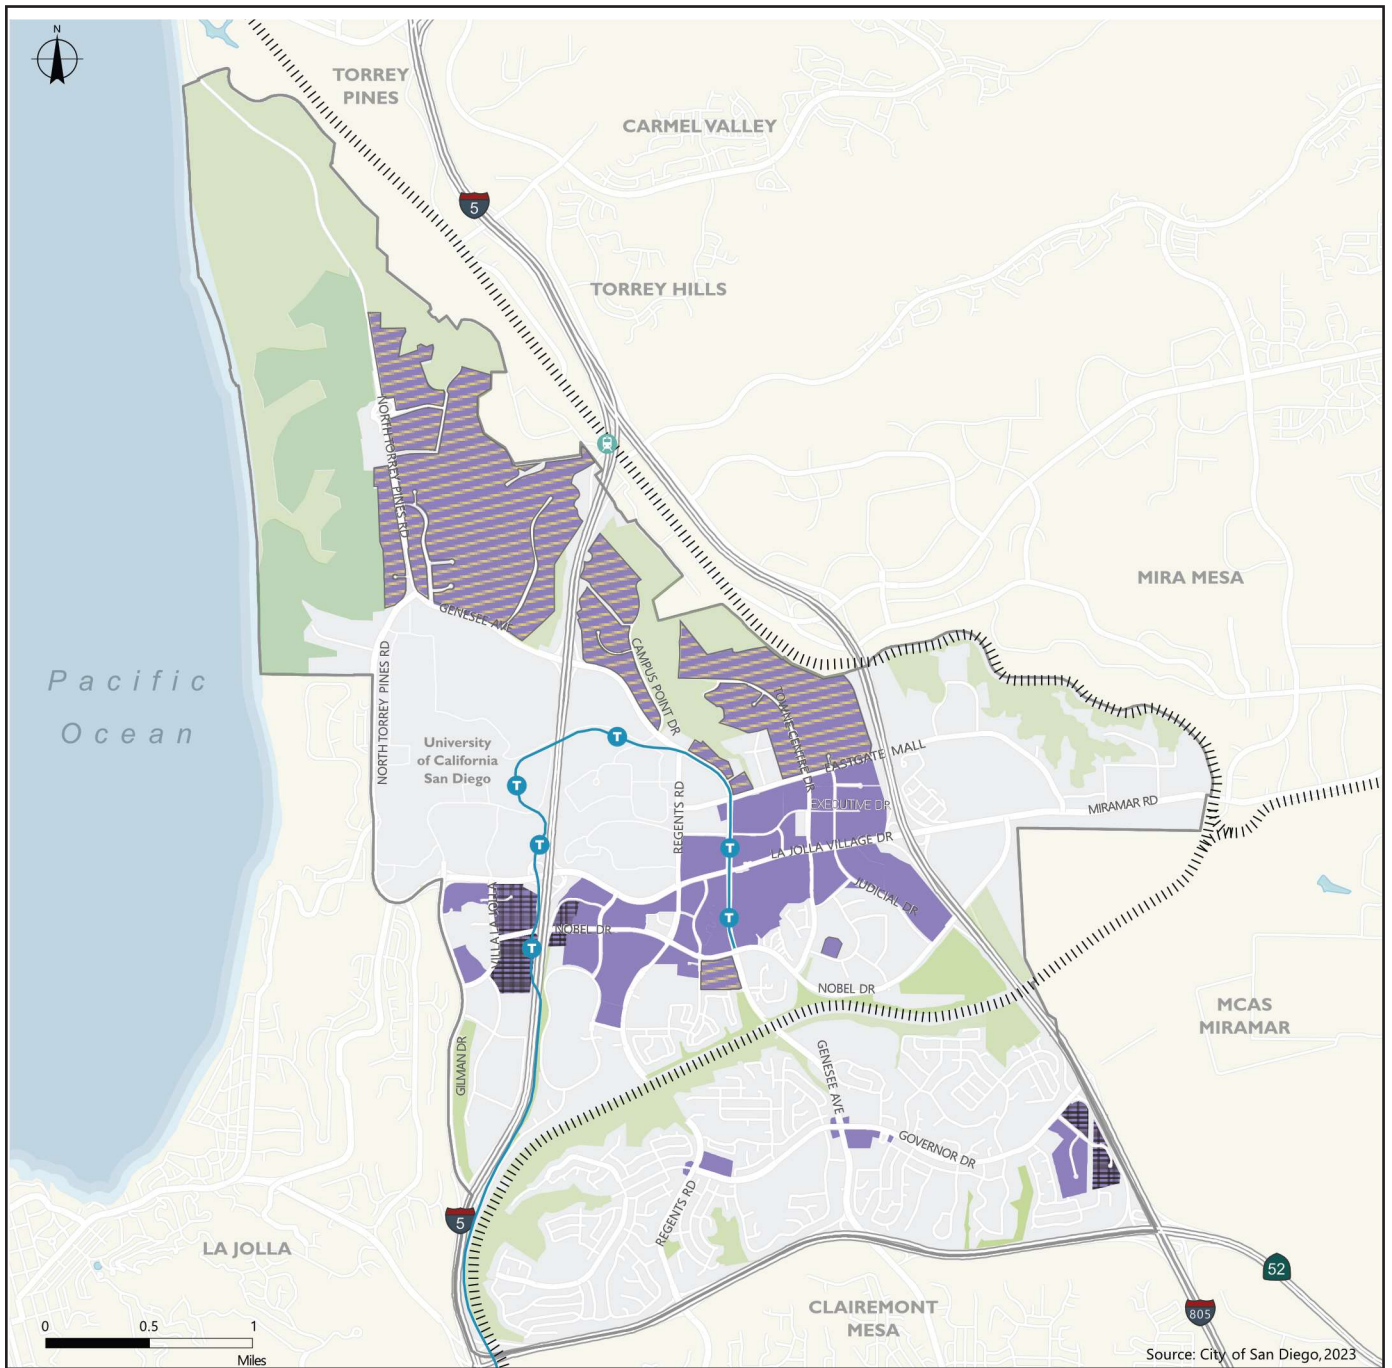 N
TORREY
PINES
CARMEL VALLEY
5
TORREY HILLS
NORTH TORREY PINES RD
MIRA MESA
GENESEE AVE
CAMPUS POINT DR
NORTH TORREY PINES RD
Pacific
Ocean
TOWNE CENTRE DR
University
of California
San Diego
T
T
EASTGATE MALL
REGENTS RD
EXECUTIVE DR
MIRAMAR RD
T
T
LA JOLLA VILLAGE DR
JUDICIAL DR
VILLA LA JOLLA
NOBEL DR
T
T
NOBEL DR
MCAS
MIRAMAR
GILMAN DR
GENESEE AVE
GOVERNOR DR
REGENTS RD
5
LA JOLLA
52
CLAIREMONT
MESA
805
0 0.5 1
Miles
Source: City of San Diego, 2023